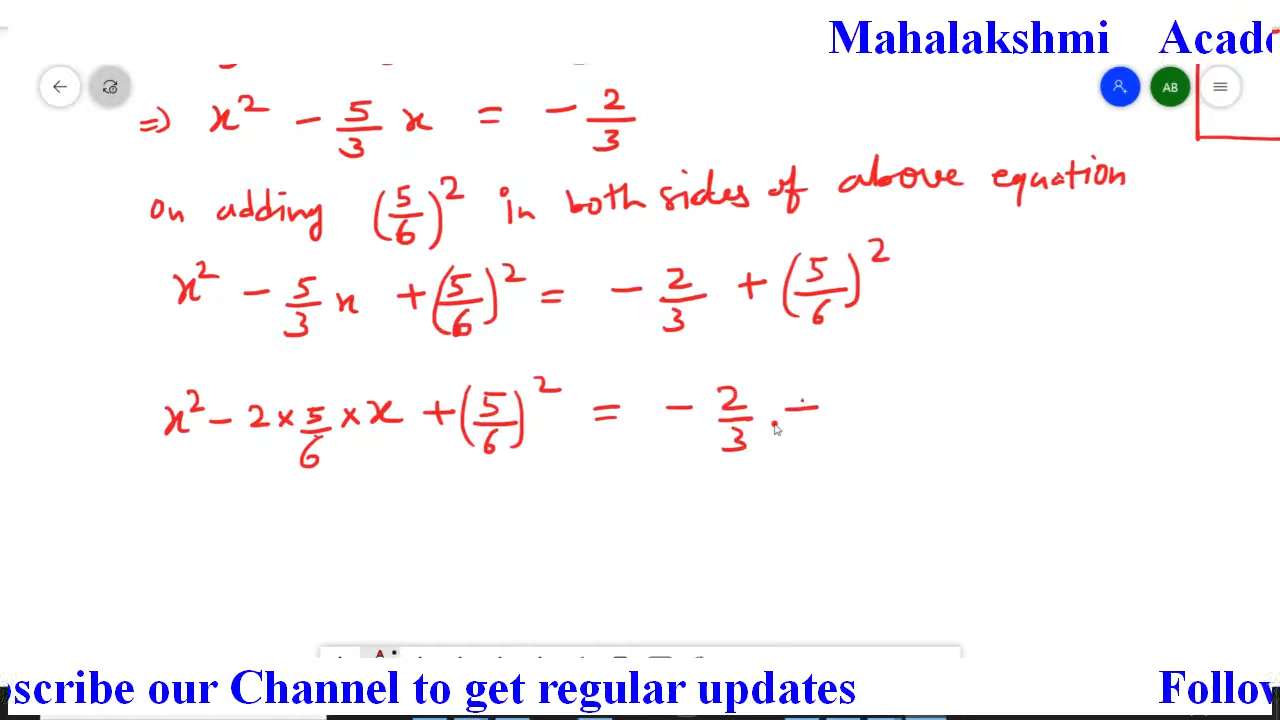 Mahalakshmi Acade
AB
=> x² - 5/3 x = - 2/3
on adding (5/6)² in both sides of above equation
x² - 5/3 x + (5/6)² = - 2/3 + (5/6)²
x² - 2 × 5/6 × x + (5/6)² = - 2/3 -
scribe our Channel to get regular updates Follow